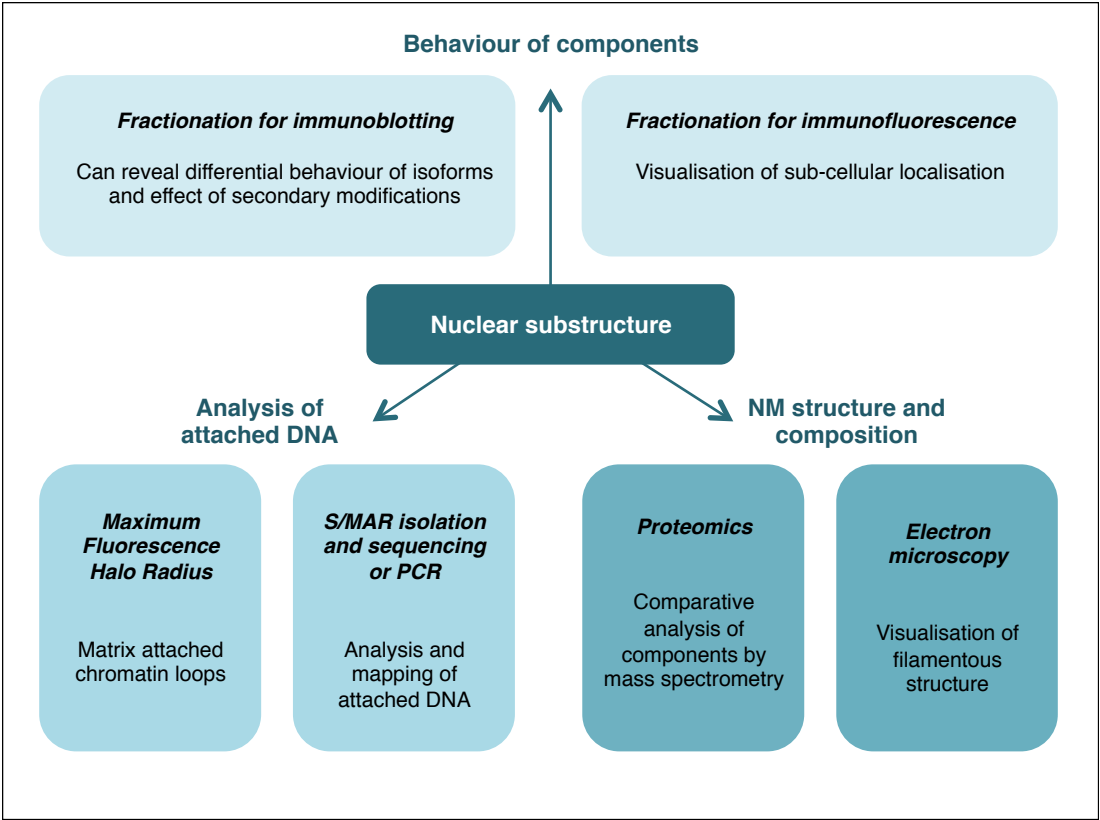 Behaviour of components
Fractionation for immunoblotting
Can reveal differential behaviour of isoforms
and effect of secondary modifications
Fractionation for immunofluorescence
Visualisation of sub-cellular localisation
Nuclear substructure
Analysis of
attached DNA
NM structure and
composition
Maximum
Fluorescence
Halo Radius
Matrix attached
chromatin loops
S/MAR isolation
and sequencing
or PCR
Analysis and
mapping of
attached DNA
Proteomics
Comparative
analysis of
components by
mass spectrometry
Electron
microscopy
Visualisation of
filamentous
structure